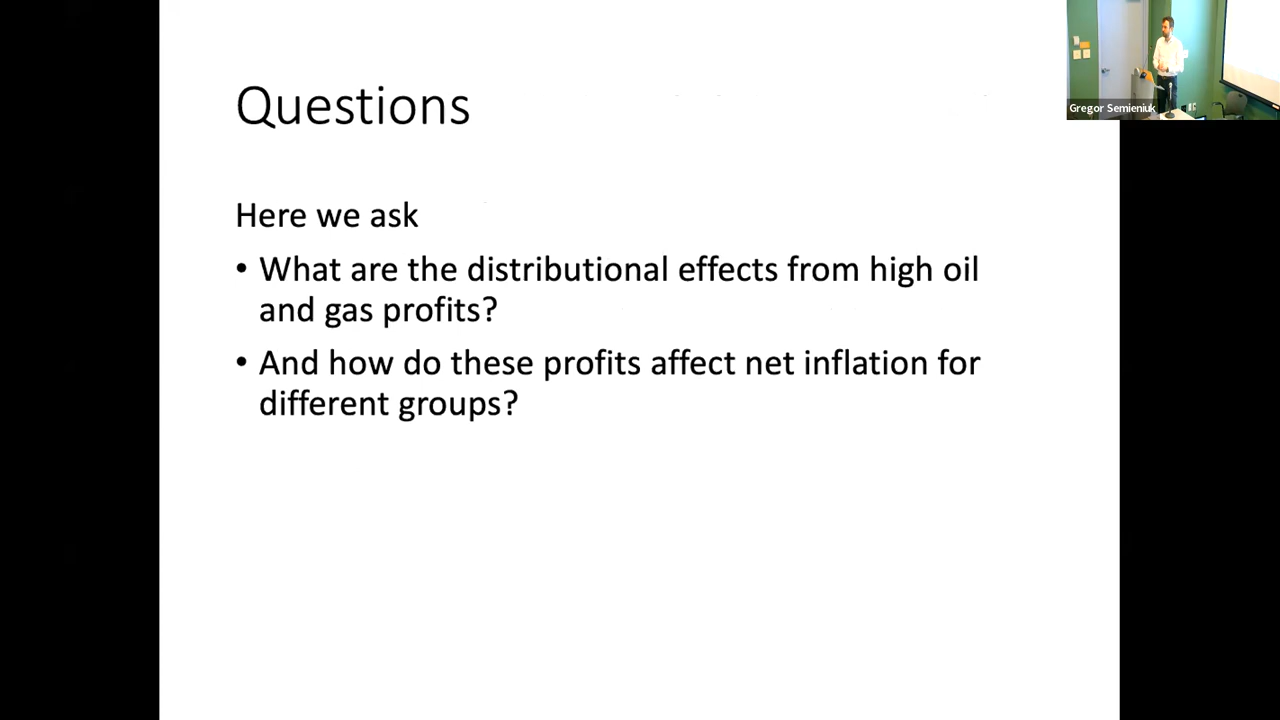 Questions
Here we ask
• What are the distributional effects from high oil
and gas profits?
• And how do these profits affect net inflation for
different groups?
Gregor Semieniuk